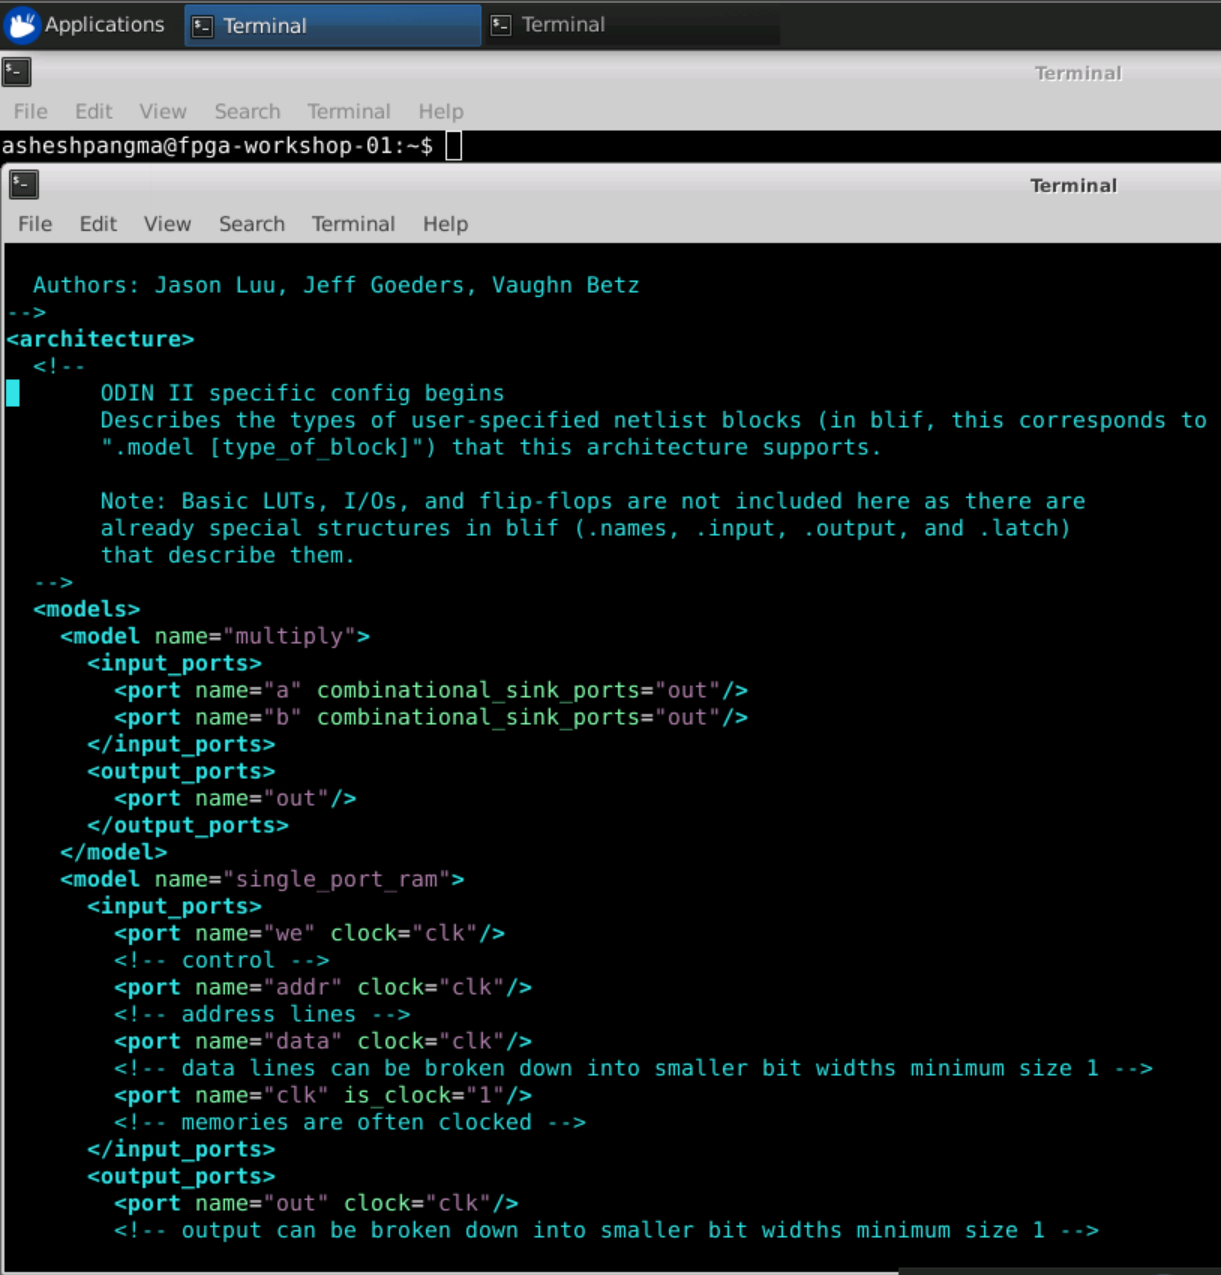 Applications Terminal Terminal
Terminal
File Edit View Search Terminal Help
asheshpangma@fpga-workshop-01:~$
Terminal
File Edit View Search Terminal Help
Authors: Jason Luu, Jeff Goeders, Vaughn Betz
-->
<architecture>
<!--
ODIN II specific config begins
Describes the types of user-specified netlist blocks (in blif, this corresponds to
".model [type_of_block]") that this architecture supports.
Note: Basic LUTs, I/Os, and flip-flops are not included here as there are
already special structures in blif (.names, .input, .output, and .latch)
that describe them.
-->
<models>
<model name="multiply">
<input_ports>
<port name="a" combinational_sink_ports="out"/>
<port name="b" combinational_sink_ports="out"/>
</input_ports>
<output_ports>
<port name="out"/>
</output_ports>
</model>
<model name="single_port_ram">
<input_ports>
<port name="we" clock="clk"/>
<!-- control -->
<port name="addr" clock="clk"/>
<!-- address lines -->
<port name="data" clock="clk"/>
<!-- data lines can be broken down into smaller bit widths minimum size 1 -->
<port name="clk" is_clock="1"/>
<!-- memories are often clocked -->
</input_ports>
<output_ports>
<port name="out" clock="clk"/>
<!-- output can be broken down into smaller bit widths minimum size 1 -->